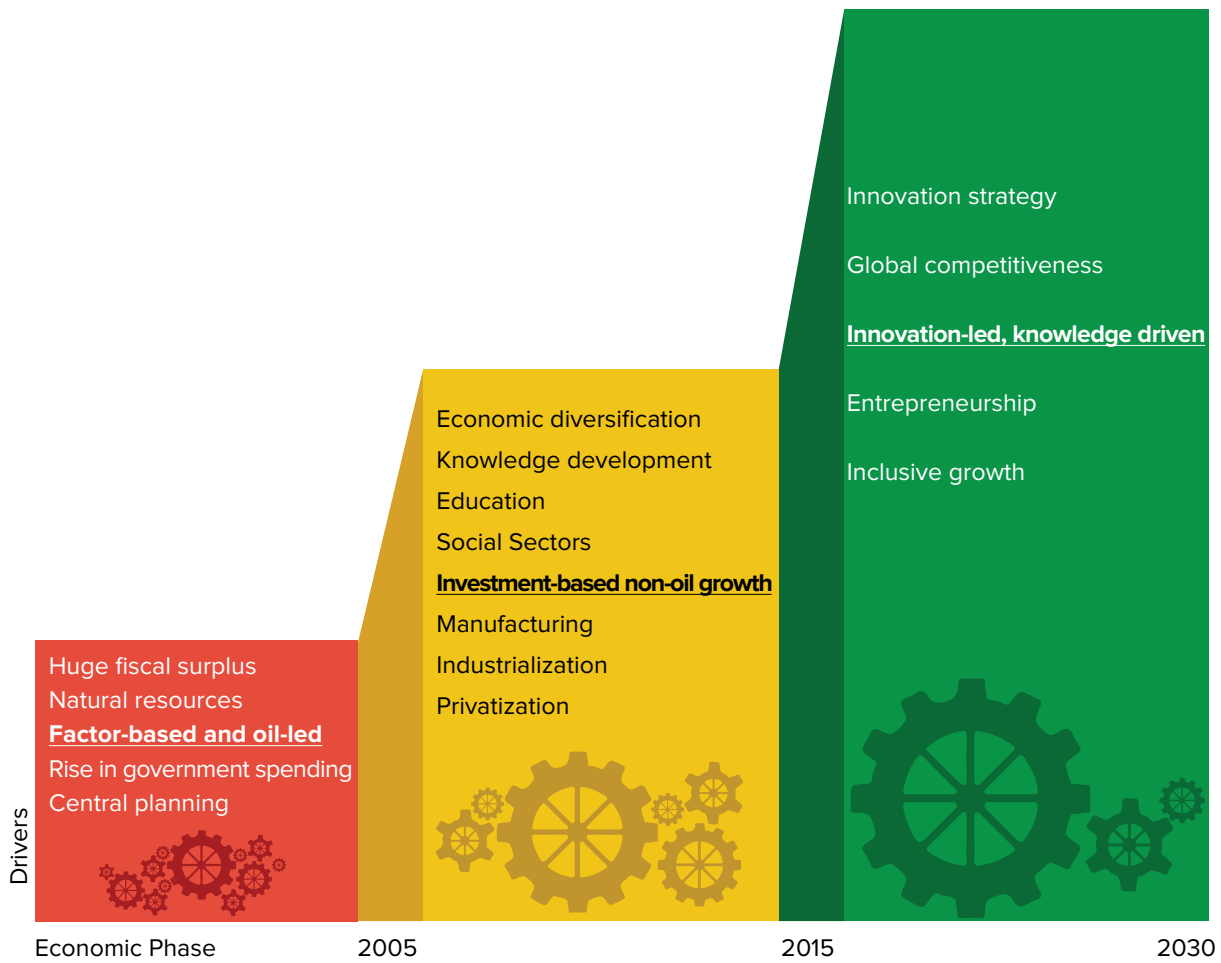 Innovation strategy
Global competitiveness
Innovation-led, knowledge driven
Entrepreneurship
Inclusive growth
Economic diversification
Knowledge development
Education
Social Sectors
Investment-based non-oil growth
Manufacturing
Industrialization
Privatization
Huge fiscal surplus
Natural resources
Factor-based and oil-led
Rise in government spending
Central planning
Drivers
Economic Phase
2005
2015
2030